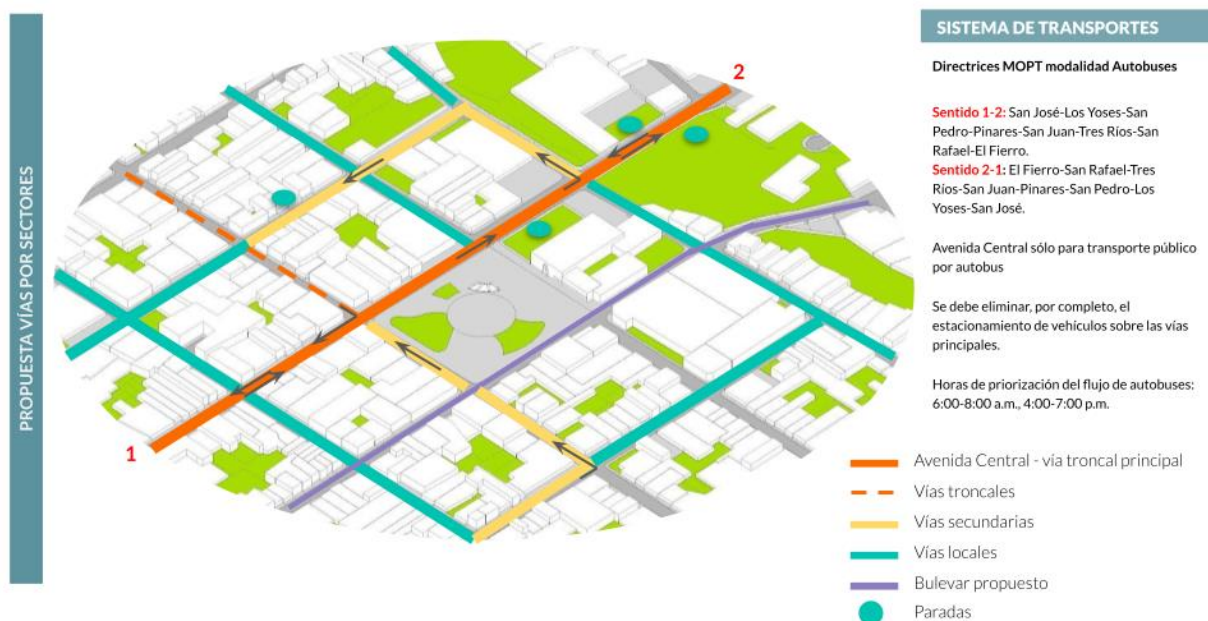 PROPUESTA VÍAS POR SECTORES
2
1
SISTEMA DE TRANSPORTES
Directrices MOPT modalidad Autobuses
Sentido 1-2: San José-Los Yoses-San
Pedro-Pinares-San Juan-Tres Ríos-San
Rafael-El Fierro.
Sentido 2-1: El Fierro-San Rafael-Tres
Ríos-San Juan-Pinares-San Pedro-Los
Yoses-San José.
Avenida Central sólo para transporte público
por autobus
Se debe eliminar, por completo, el
estacionamiento de vehículos sobre las vías
principales.
Horas de priorización del flujo de autobuses:
6:00-8:00 a.m., 4:00-7:00 p.m.
Avenida Central - vía troncal principal
Vías troncales
Vías secundarias
Vías locales
Bulevar propuesto
Paradas